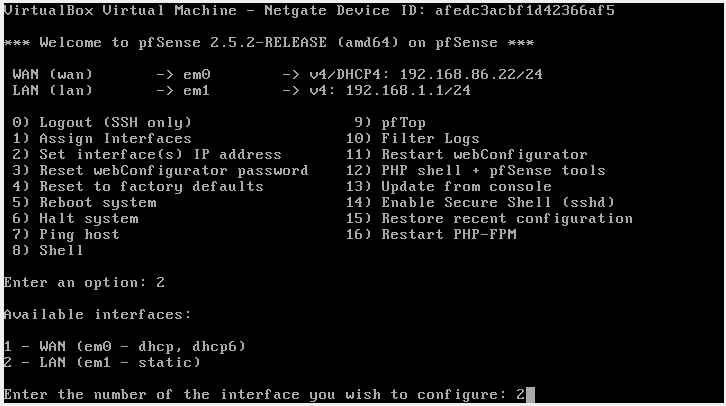 VirtualBox Virtual Machine - Netgate Device ID: afedc3acbf1d42366af5
*** Welcome to pfSense 2.5.2-RELEASE (amd64) on pfSense ***
WAN (wan) -> em0 -> v4/DHCP4: 192.168.86.22/24
LAN (lan) -> em1 -> v4: 192.168.1.1/24
0) Logout (SSH only) 9) pfTop
1) Assign Interfaces 10) Filter Logs
2) Set interface(s) IP address 11) Restart webConfigurator
3) Reset webConfigurator password 12) PHP shell + pfSense tools
4) Reset to factory defaults 13) Update from console
5) Reboot system 14) Enable Secure Shell (sshd)
6) Halt system 15) Restore recent configuration
7) Ping host 16) Restart PHP-FPM
8) Shell
Enter an option: 2
Available interfaces:
1 - WAN (em0 - dhcp, dhcp6)
2 - LAN (em1 - static)
Enter the number of the interface you wish to configure: 2